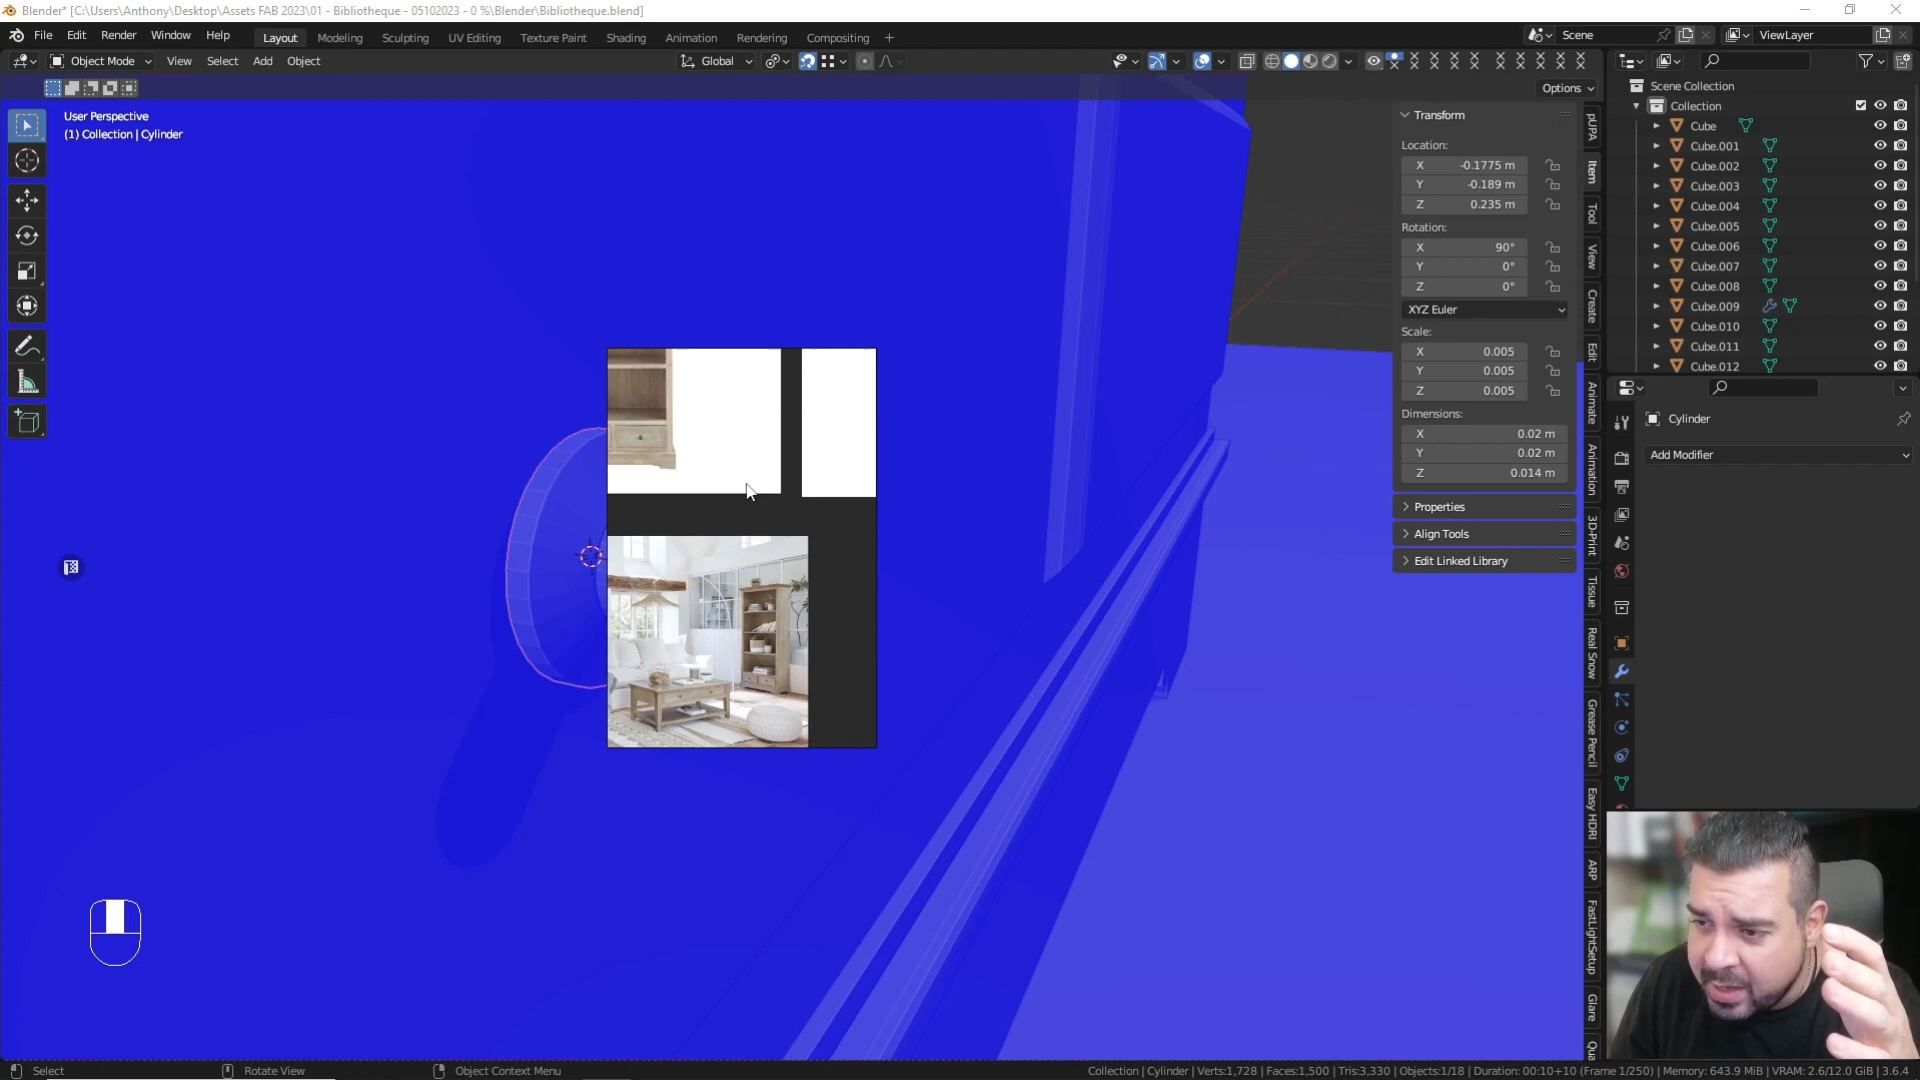 Blender* [C:\Users\Anthony\Desktop\Assets FAB 2023\01 - Bibliotheque - 05102023 - 0 %\Blender\Bibliotheque.blend]
File Edit Render Window Help Layout Modeling Sculpting UV Editing Texture Paint Shading Animation Rendering Compositing + Scene ViewLayer
Object Mode View Select Add Object Global
Options
User Perspective
(1) Collection | Cylinder
Transform
Location:
X -0.1775 m
Y -0.189 m
Z 0.235 m
Rotation:
X 90°
Y 0°
Z 0°
XYZ Euler
Scale:
X 0.005
Y 0.005
Z 0.005
Dimensions:
X 0.02 m
Y 0.02 m
Z 0.014 m
Properties
Align Tools
Edit Linked Library
pUPA
Item
Tool
View
Create
Edit
Animate
Animation
3D-Print
Tissue
Real Snow
Grease Pencil
Easy HDRI
ARP
FastLightSetup
Glare
Qua
Scene Collection
Collection
Cube
Cube.001
Cube.002
Cube.003
Cube.004
Cube.005
Cube.006
Cube.007
Cube.008
Cube.009
Cube.010
Cube.011
Cube.012
Cylinder
Add Modifier
Select Rotate View Object Context Menu
Collection | Cylinder | Verts:1,728 | Faces:1,500 | Tris:3,330 | Objects:1/18 | Duration: 00:10+10 (Frame 1/250) | Memory: 643.9 MiB | VRAM: 2.6/12.0 GiB | 3.6.4